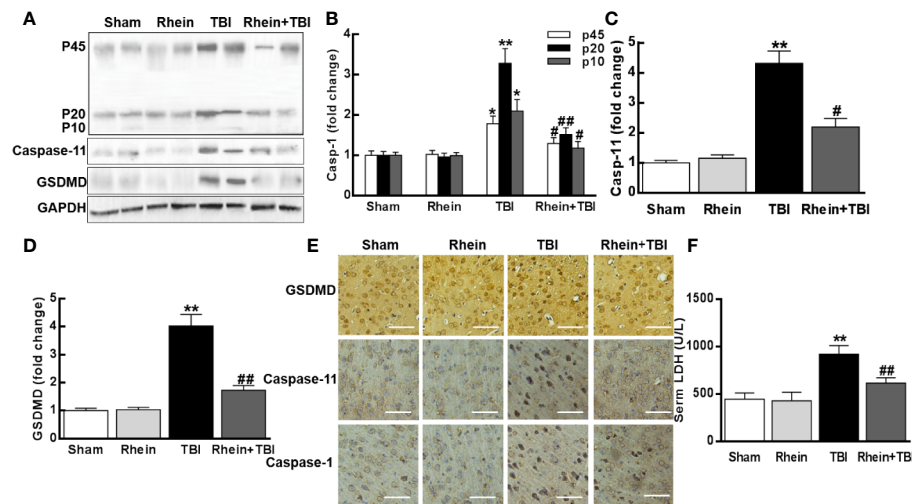 A
Sham Rhein TBI Rhein+TBI
P45
P20
P10
Caspase-11
GSDMD
GAPDH
B
Casp-1 (fold change)
4
3
2
1
0
p45
p20
p10
*
**
*
#
##
#
Sham Rhein TBI Rhein+TBI
C
Casp-11 (fold change)
5
4
3
2
1
0
**
#
Sham Rhein TBI Rhein+TBI
D
GSDMD (fold change)
5
4
3
2
1
0
**
##
Sham Rhein TBI Rhein+TBI
E
Sham Rhein TBI Rhein+TBI
GSDMD
Caspase-11
Caspase-1
F
Serm LDH (U/L)
1500
1000
500
0
**
##
Sham Rhein TBI Rhein+TBI